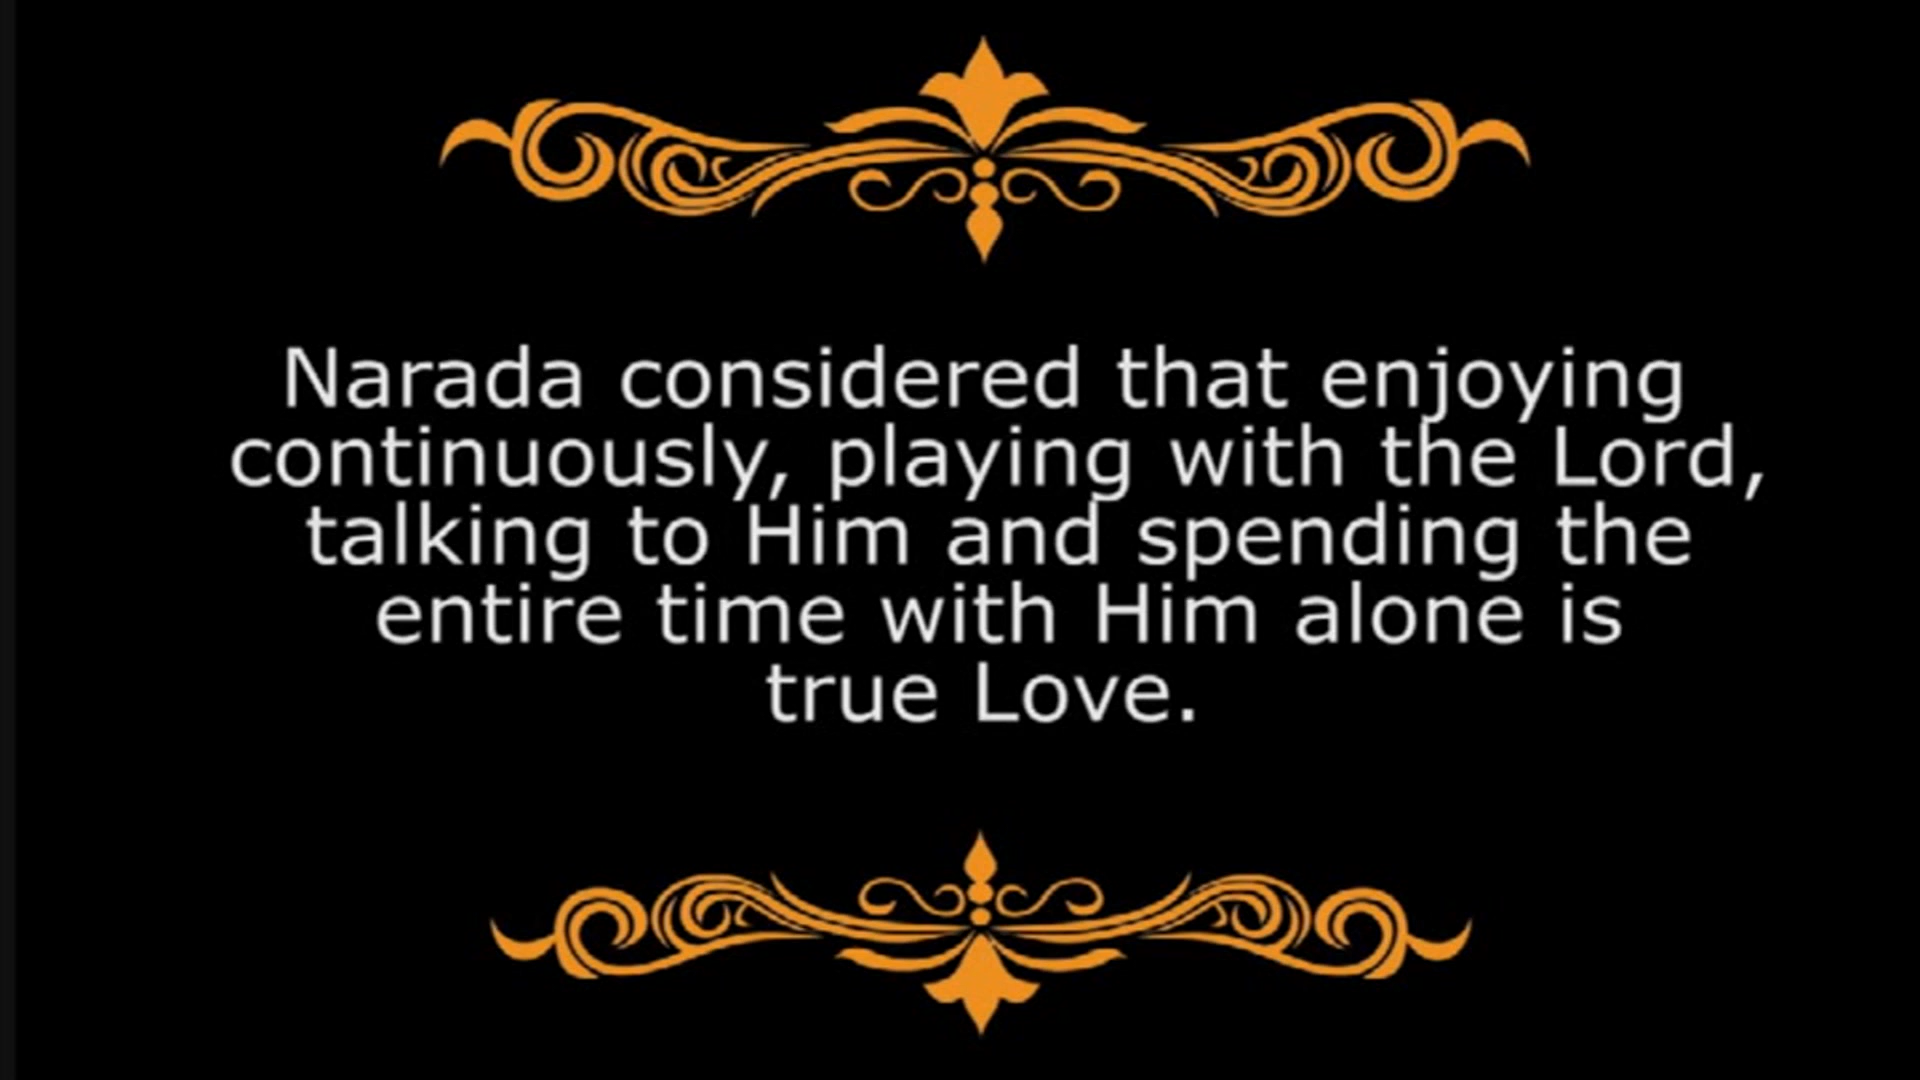 Narada considered that enjoying
continuously, playing with the Lord,
talking to Him and spending the
entire time with Him alone is
true Love.